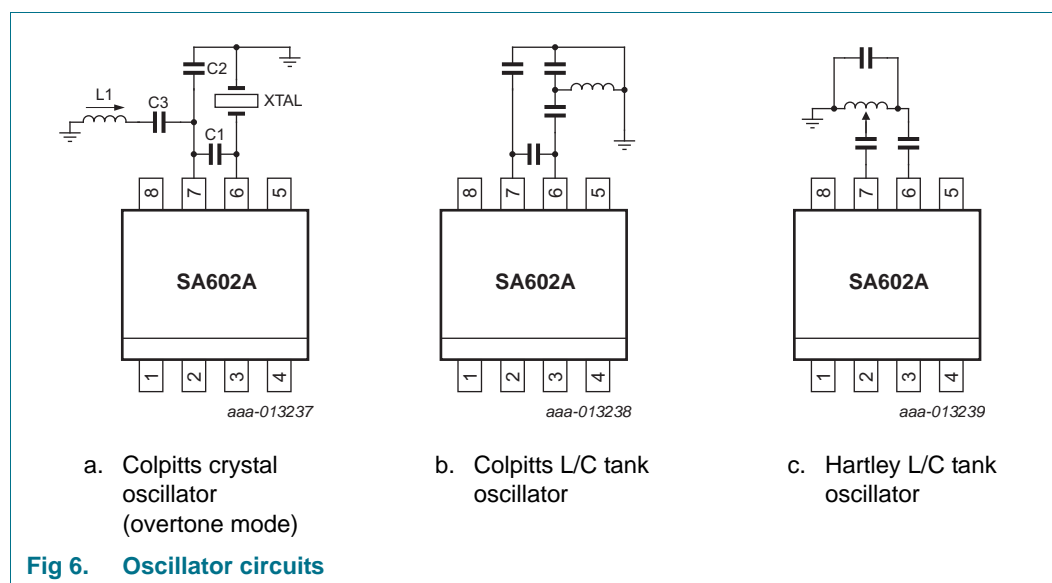 L1
C3
C2
XTAL
C1
8 7 6 5
SA602A
1 2 3 4
aaa-013237
8 7 6 5
SA602A
1 2 3 4
aaa-013238
8 7 6 5
SA602A
1 2 3 4
aaa-013239
a. Colpitts crystal
oscillator
(overtone mode)
b. Colpitts L/C tank
oscillator
c. Hartley L/C tank
oscillator
Fig 6. Oscillator circuits